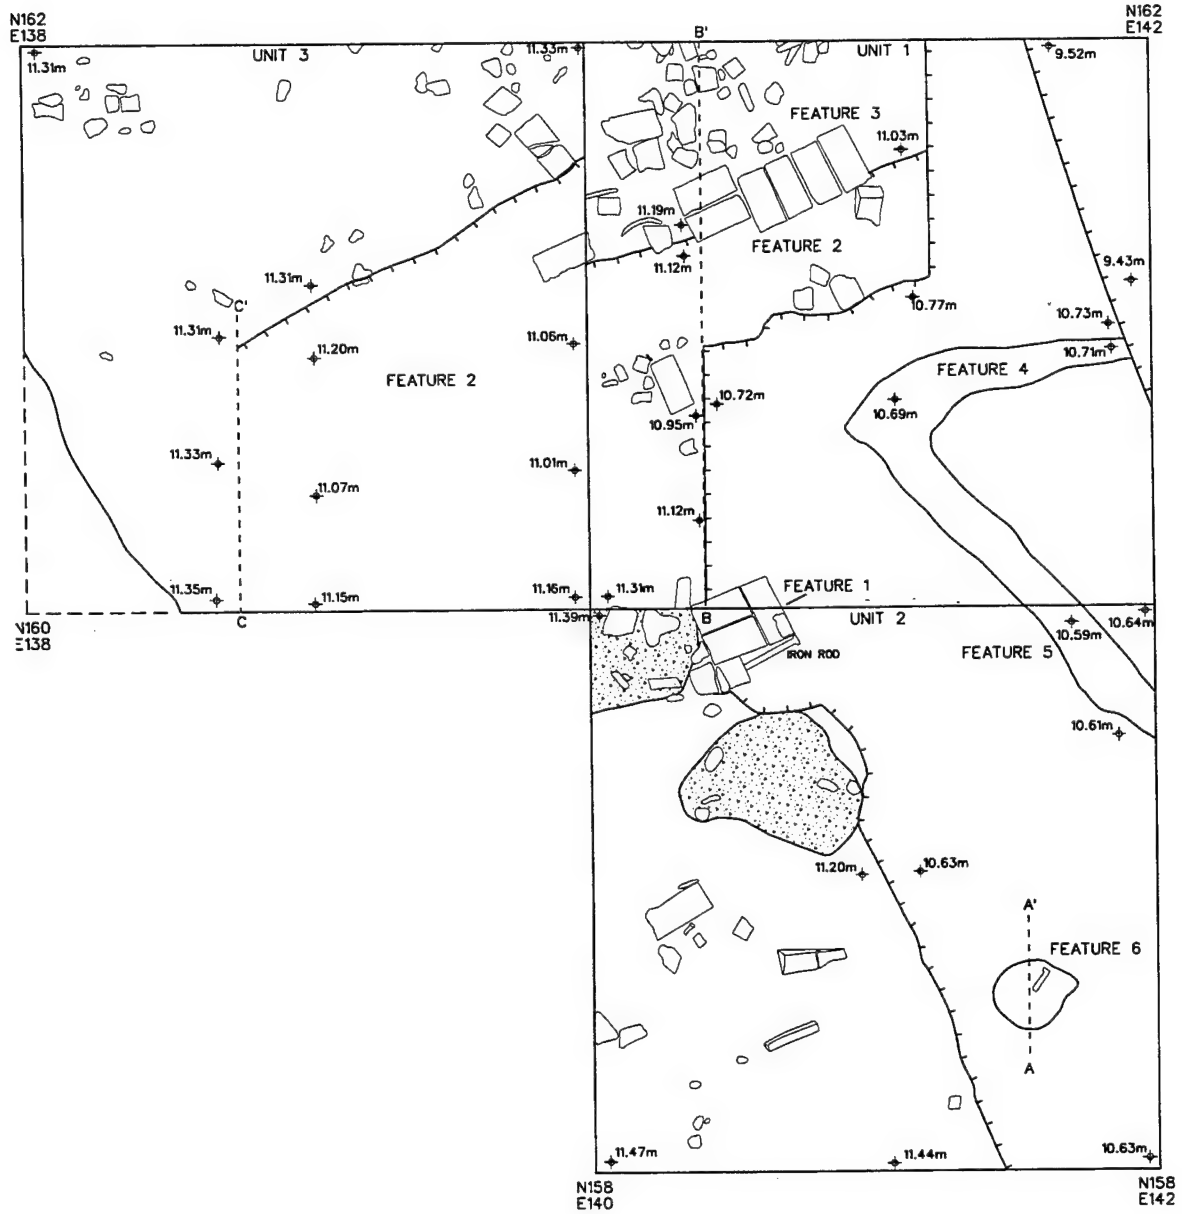 N162
E138
N162
E142
11.31m
UNIT 3
11.33m
B'
UNIT 1
9.52m
FEATURE 3
11.03m
11.19m
FEATURE 2
11.12m
9.43m
11.31m
10.77m
C'
11.31m
11.20m
11.06m
10.73m
10.71m
FEATURE 2
FEATURE 4
10.72m
10.69m
10.95m
11.33m
11.01m
11.07m
11.12m
11.35m
11.15m
11.16m
11.31m
FEATURE 1
N160
E138
C
11.39m
B
UNIT 2
10.59m
10.64m
IRON ROD
FEATURE 5
10.61m
11.20m
10.63m
A'
FEATURE 6
A
11.47m
11.44m
10.63m
N158
E140
N158
E142